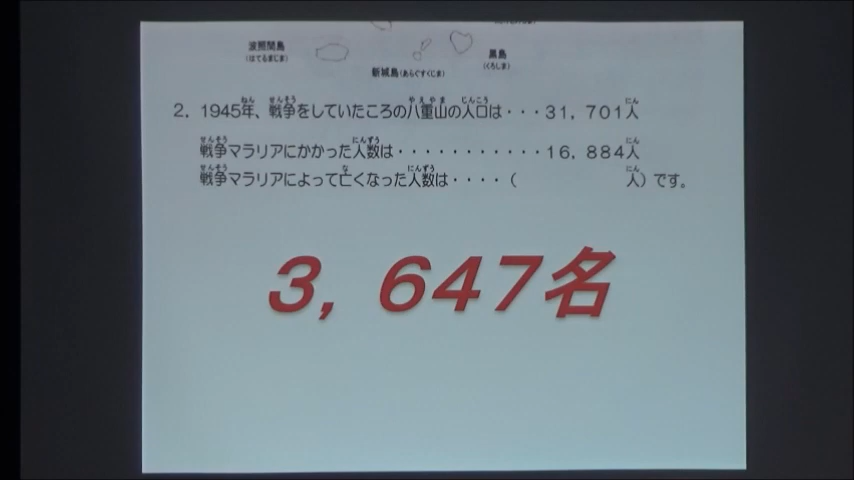 波照間島
(はてるまじま)
黒島
(くろしま)
新城島(あらぐすくじま)
2．1945年、戦争をしていたころの八重山の人口は・・・31，701人
戦争マラリアにかかった人数は・・・・・・・・・・・16，884人
戦争マラリアによって亡くなった人数は・・・・（　　　　　　　人）です。
3，647名